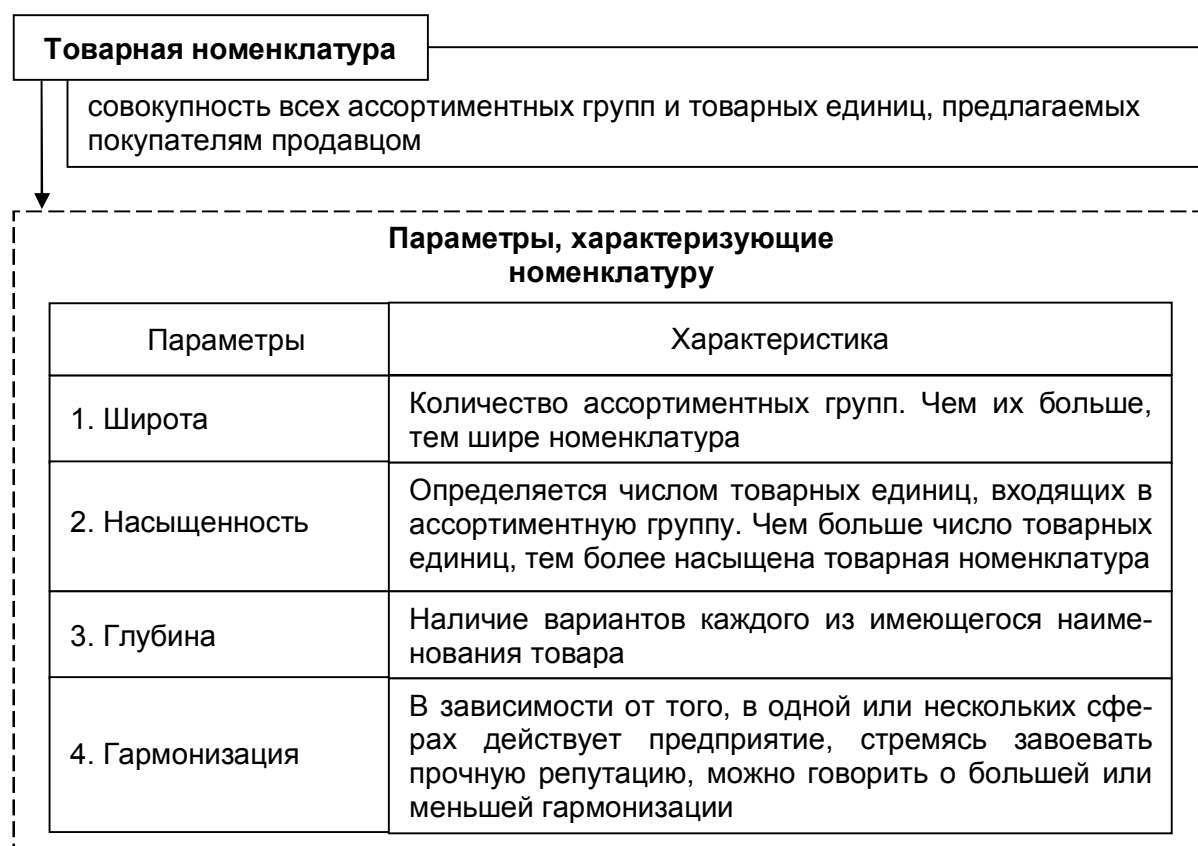 Товарная номенклатура
совокупность всех ассортиментных групп и товарных единиц, предлагаемых
покупателям продавцом
Параметры, характеризующие
номенклатуру
Параметры
Характеристика
1. Широта
Количество ассортиментных групп. Чем их больше,
тем шире номенклатура
2. Насыщенность
Определяется числом товарных единиц, входящих в
ассортиментную группу. Чем больше число товарных
единиц, тем более насыщена товарная номенклатура
3. Глубина
Наличие вариантов каждого из имеющегося наиме-
нования товара
4. Гармонизация
В зависимости от того, в одной или нескольких сфе-
рах действует предприятие, стремясь завоевать
прочную репутацию, можно говорить о большей или
меньшей гармонизации